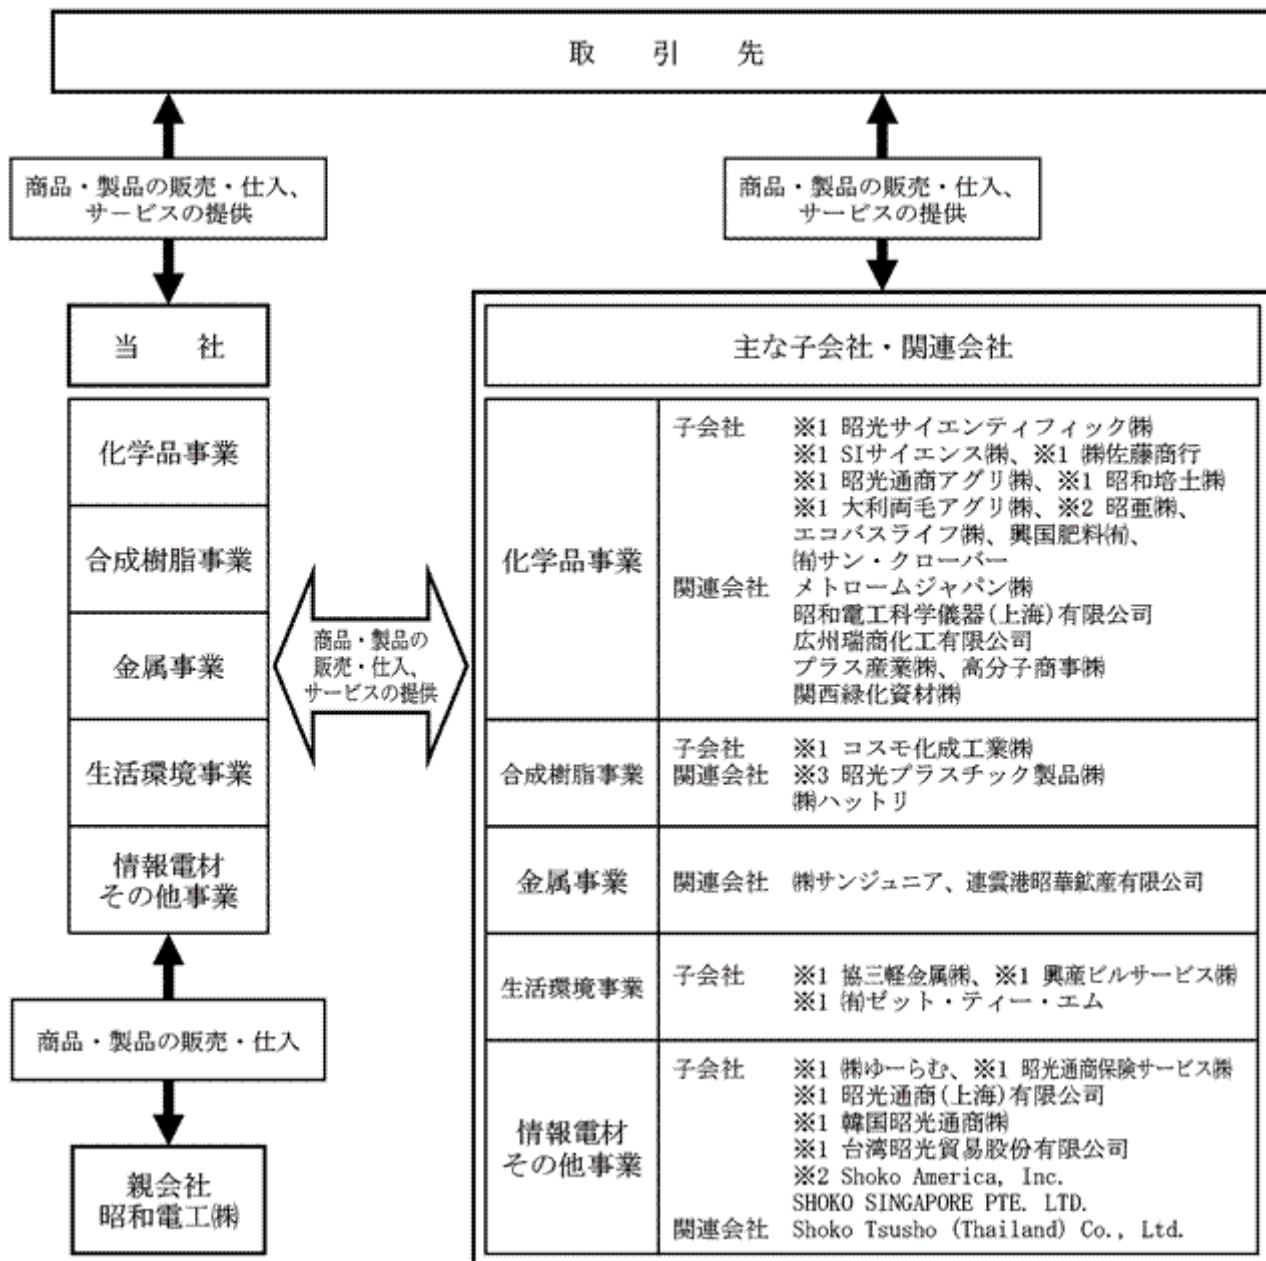 取　引　先
商品・製品の販売・仕入、
サービスの提供
商品・製品の販売・仕入、
サービスの提供
当　社
化学品事業
合成樹脂事業
金属事業
生活環境事業
情報電材
その他事業
商品・製品の
販売・仕入、
サービスの提供
商品・製品の販売・仕入
親会社
昭和電工㈱
主な子会社・関連会社
化学品事業
子会社　※1 昭光サイエンティフィック㈱
※1 SIサイエンス㈱、※1 ㈱佐藤商行
※1 昭光通商アグリ㈱、※1 昭和培土㈱
※1 大利両毛アグリ㈱、※2 昭亜㈱、
エコバスライフ㈱、興国肥料㈲、
㈲サン・クローバー
関連会社　メトロームジャパン㈱
昭和電工科学儀器(上海)有限公司
広州瑞商化工有限公司
プラス産業㈱、高分子商事㈱
関西緑化資材㈱
合成樹脂事業
子会社　※1 コスモ化成工業㈱
関連会社　※3 昭光プラスチック製品㈱
㈱ハットリ
金属事業
関連会社　㈱サンジュニア、連雲港昭華鉱産有限公司
生活環境事業
子会社　※1 協三軽金属㈱、※1 興産ビルサービス㈱
※1 ㈲ゼット・ティー・エム
情報電材
その他事業
子会社　※1 ㈱ゆーらむ、※1 昭光通商保険サービス㈱
※1 昭光通商(上海)有限公司
※1 韓国昭光通商㈱
※1 台湾昭光貿易股份有限公司
※2 Shoko America, Inc.
SHOKO SINGAPORE PTE. LTD.
関連会社　Shoko Tsusho (Thailand) Co., Ltd.